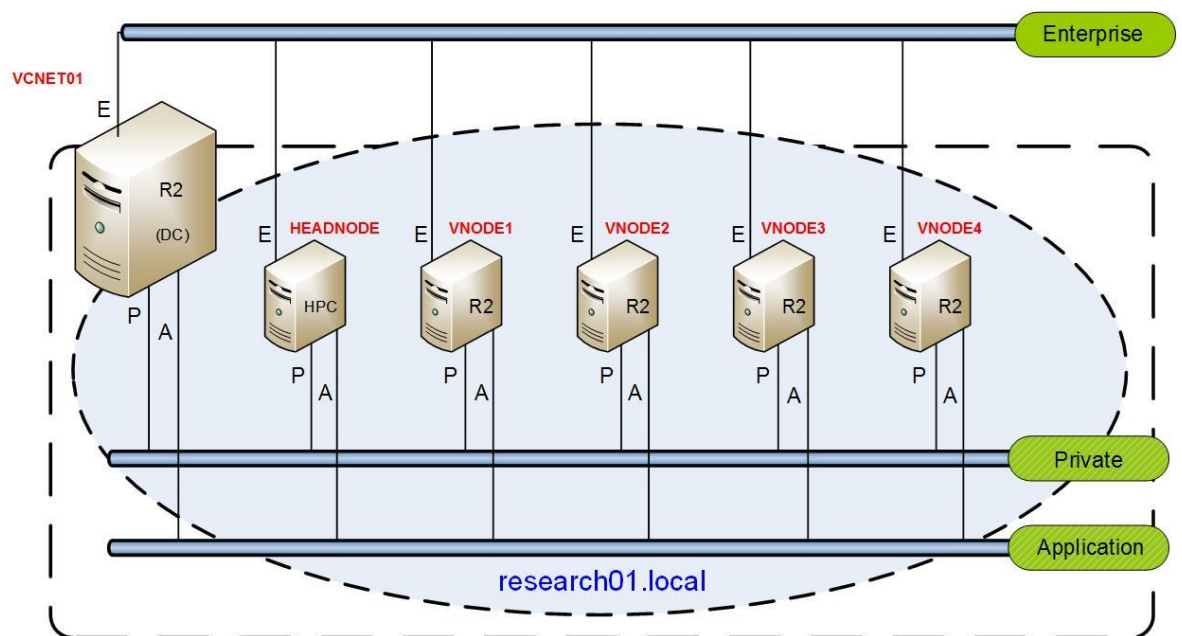 Enterprise
VCNET01
E
R2
(DC)
E
HEADNODE
E
VNODE1
E
VNODE2
E
VNODE3
E
VNODE4
HPC
R2
R2
R2
R2
P
A
P
A
P
A
P
A
P
A
P
A
Private
Application
research01.local